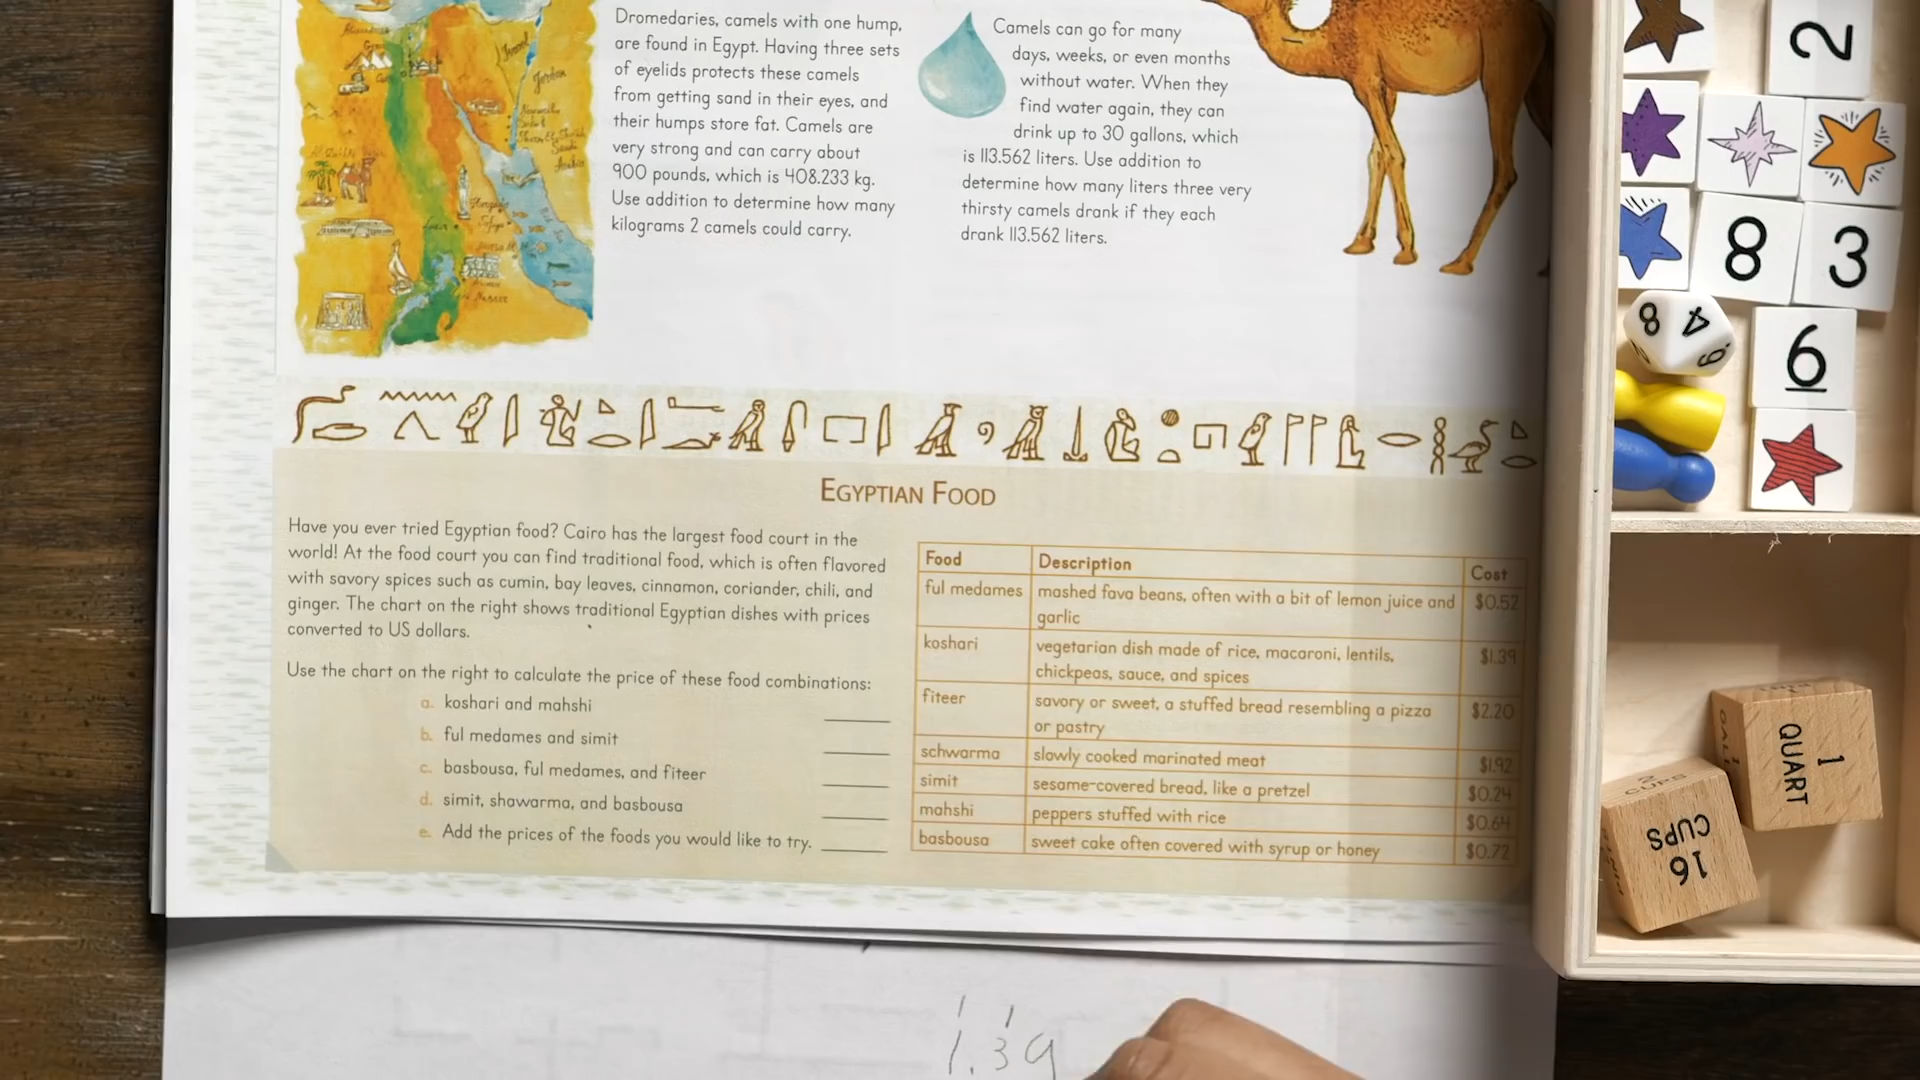 Dromedaries, camels with one hump,
are found in Egypt. Having three sets
of eyelids protects these camels
from getting sand in their eyes, and
their humps store fat. Camels are
very strong and can carry about
900 pounds, which is 408.233 kg.
Use addition to determine how many
kilograms 2 camels could carry.
Camels can go for many
days, weeks, or even months
without water. When they
find water again, they can
drink up to 30 gallons, which
is 113.562 liters. Use addition to
determine how many liters three very
thirsty camels drank if they each
drank 113.562 liters.
Israel
Jordan
Saudi
Arabia
EGYPTIAN FOOD
Have you ever tried Egyptian food? Cairo has the largest food court in the
world! At the food court you can find traditional food, which is often flavored
with savory spices such as cumin, bay leaves, cinnamon, coriander, chili, and
ginger. The chart on the right shows traditional Egyptian dishes with prices
converted to US dollars.
Use the chart on the right to calculate the price of these food combinations:
a. koshari and mahshi
b. ful medames and simit
c. basbousa, ful medames, and fiteer
d. simit, shawarma, and basbousa
e. Add the prices of the foods you would like to try.
Food Description Cost
ful medames mashed fava beans, often with a bit of lemon juice and $0.52
garlic
koshari vegetarian dish made of rice, macaroni, lentils, $1.39
chickpeas, sauce, and spices
fiteer savory or sweet, a stuffed bread resembling a pizza $2.20
or pastry
schwarma slowly cooked marinated meat $1.92
simit sesame-covered bread, like a pretzel $0.24
mahshi peppers stuffed with rice $0.64
basbousa sweet cake often covered with syrup or honey $0.72
1 1
1.39
2
8 3
8 4 6
6
1
QUART
2
CUPS
16
CUPS